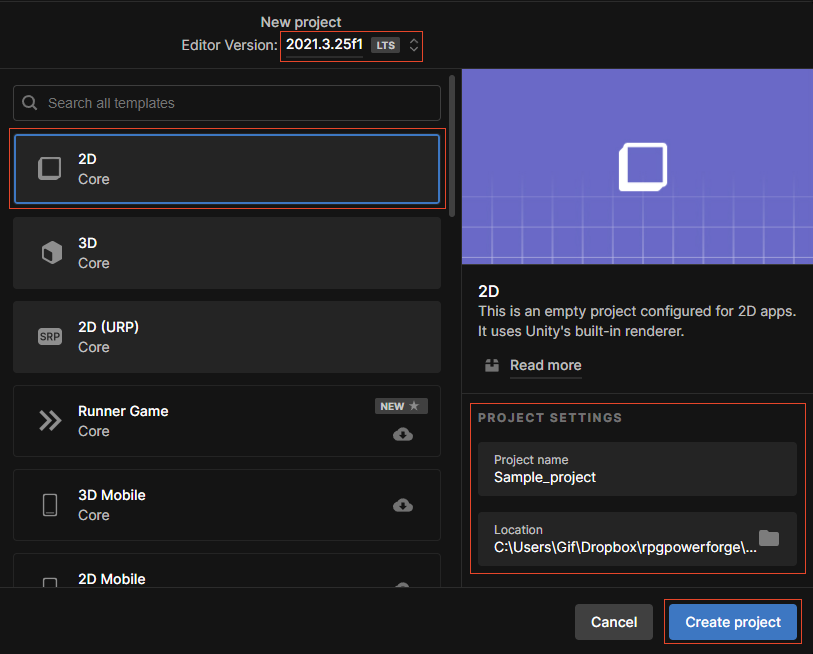 New project
Editor Version: 2021.3.25f1 LTS
Search all templates
2D
Core
3D
Core
SRP
2D (URP)
Core
Runner Game
Core
NEW
3D Mobile
Core
2D Mobile
2D
This is an empty project configured for 2D apps.
It uses Unity's built-in renderer.
Read more
PROJECT SETTINGS
Project name
Sample_project
Location
C:\Users\Gif\Dropbox\rpgpowerforge\...
Cancel
Create project